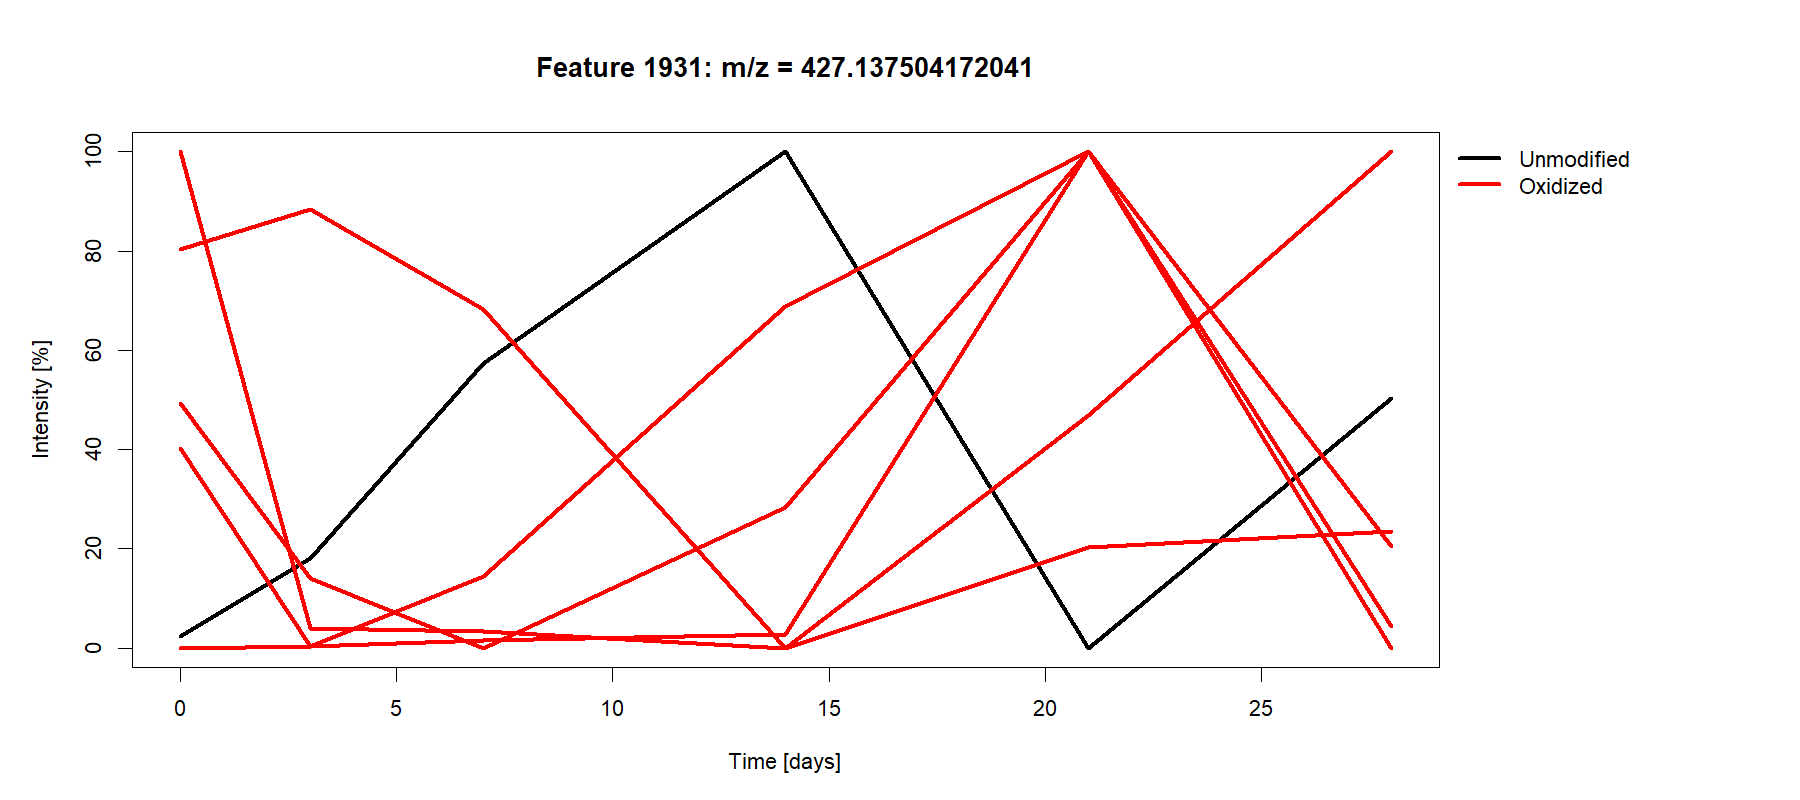 Feature 1931: m/z = 427.137504172041
Unmodified
Oxidized
Intensity [%]
100
80
60
40
20
0
0 5 10 15 20 25
Time [days]